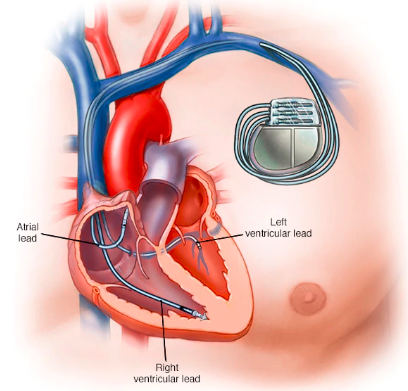 Atrial
lead
Left
ventricular lead
Right
ventricular lead